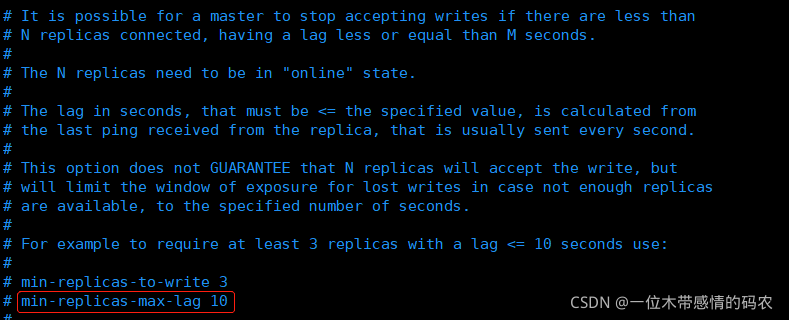 # It is possible for a master to stop accepting writes if there are less than
# N replicas connected, having a lag less or equal than M seconds.
#
# The N replicas need to be in "online" state.
#
# The lag in seconds, that must be <= the specified value, is calculated from
# the last ping received from the replica, that is usually sent every second.
#
# This option does not GUARANTEE that N replicas will accept the write, but
# will limit the window of exposure for lost writes in case not enough replicas
# are available, to the specified number of seconds.
#
# For example to require at least 3 replicas with a lag <= 10 seconds use:
#
# min-replicas-to-write 3
# min-replicas-max-lag 10
#
CSDN @一位木带感情的码农